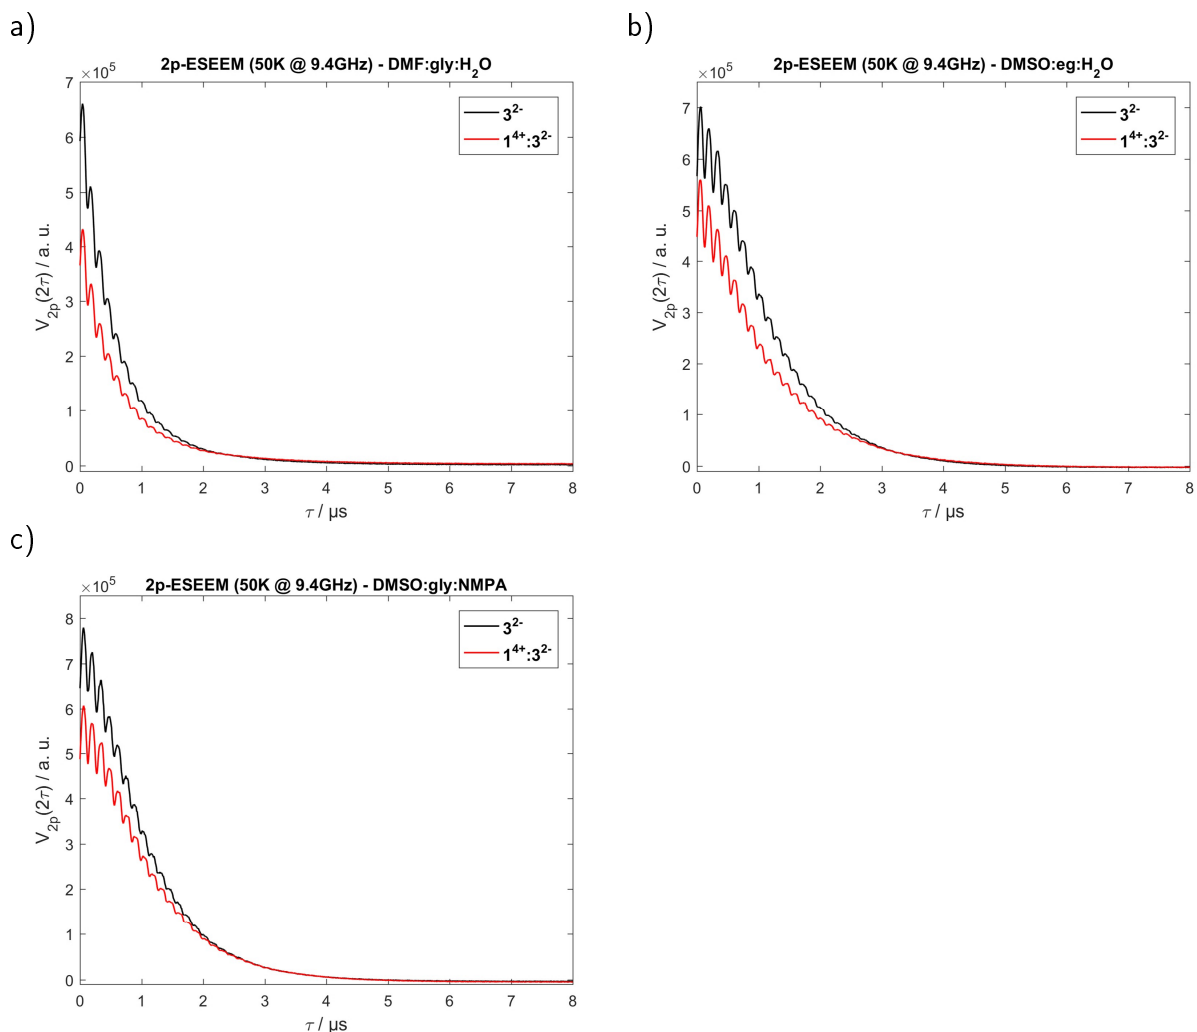 a)
2p-ESEEM (50K @ 9.4GHz) - DMF:gly:H2O
×10^5
7
6
5
4
3
2
1
0
V2p(2τ) / a. u.
3^2-
1^4+:3^2-
0 1 2 3 4 5 6 7 8
τ / μs
b)
2p-ESEEM (50K @ 9.4GHz) - DMSO:eg:H2O
×10^5
7
6
5
4
3
2
1
0
V2p(2τ) / a. u.
3^2-
1^4+:3^2-
0 1 2 3 4 5 6 7 8
τ / μs
c)
2p-ESEEM (50K @ 9.4GHz) - DMSO:gly:NMPA
×10^5
8
7
6
5
4
3
2
1
0
V2p(2τ) / a. u.
3^2-
1^4+:3^2-
0 1 2 3 4 5 6 7 8
τ / μs